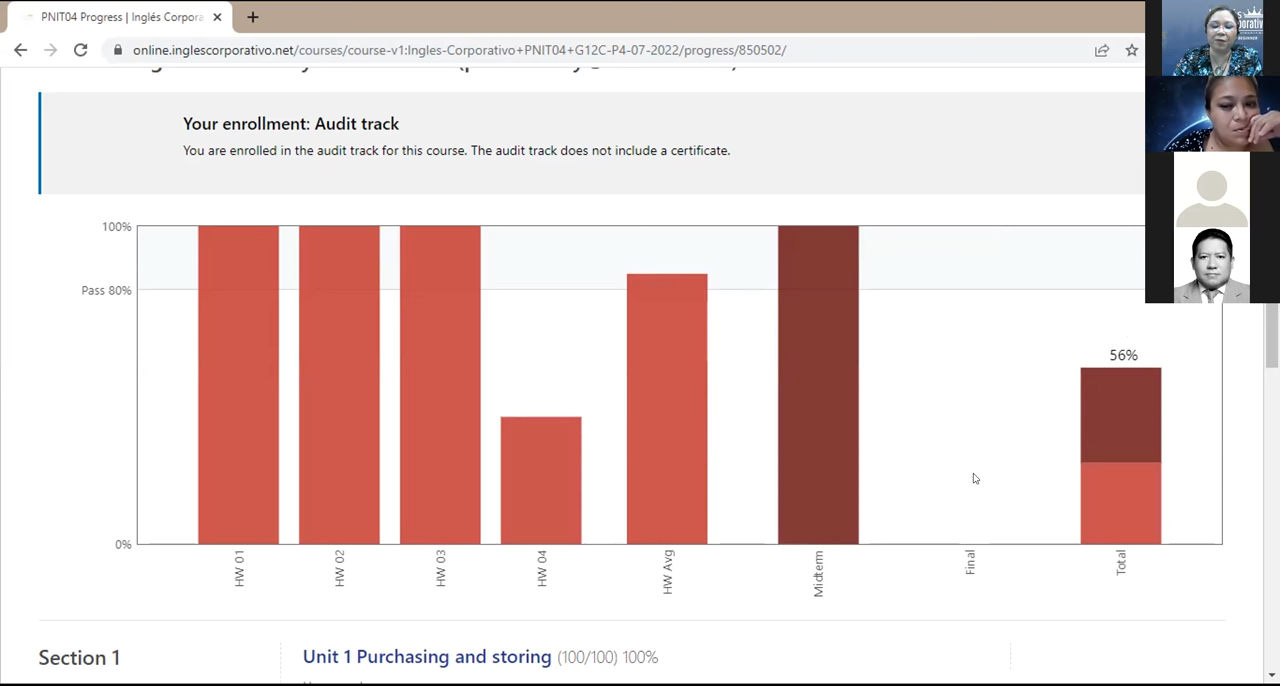 PNIT04 Progress | Inglés Corpora
online.inglescorporativo.net/courses/course-v1:Ingles-Corporativo+PNIT04+G12C-P4-07-2022/progress/850502/
Your enrollment: Audit track
You are enrolled in the audit track for this course. The audit track does not include a certificate.
100%
Pass 80%
0%
56%
HW 01
HW 02
HW 03
HW 04
HW Avg
Midterm
Final
Total
Section 1
Unit 1 Purchasing and storing (100/100) 100%